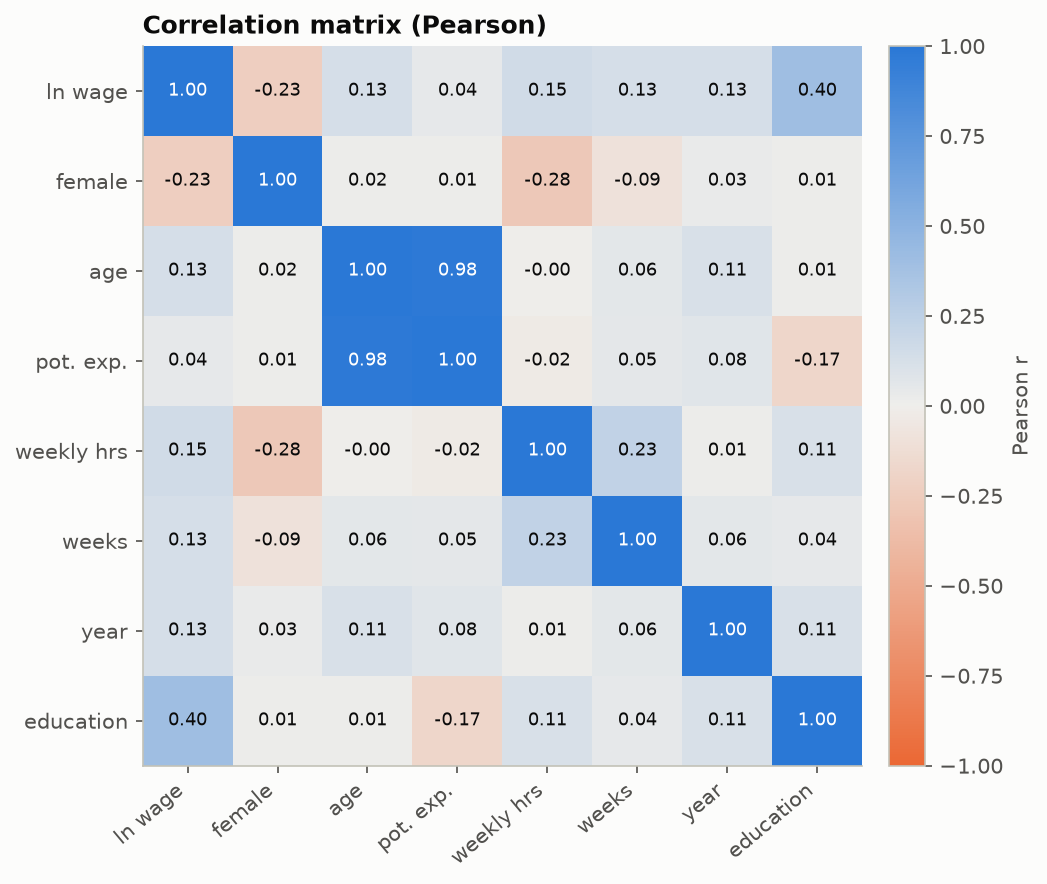 Correlation matrix (Pearson)
ln wage 1.00 -0.23 0.13 0.04 0.15 0.13 0.13 0.40
female -0.23 1.00 0.02 0.01 -0.28 -0.09 0.03 0.01
age 0.13 0.02 1.00 0.98 -0.00 0.06 0.11 0.01
pot. exp. 0.04 0.01 0.98 1.00 -0.02 0.05 0.08 -0.17
weekly hrs 0.15 -0.28 -0.00 -0.02 1.00 0.23 0.01 0.11
weeks 0.13 -0.09 0.06 0.05 0.23 1.00 0.06 0.04
year 0.13 0.03 0.11 0.08 0.01 0.06 1.00 0.11
education 0.40 0.01 0.01 -0.17 0.11 0.04 0.11 1.00
ln wage female age pot. exp. weekly hrs weeks year education
1.00
0.75
0.50
0.25
0.00
−0.25
−0.50
−0.75
−1.00
Pearson r